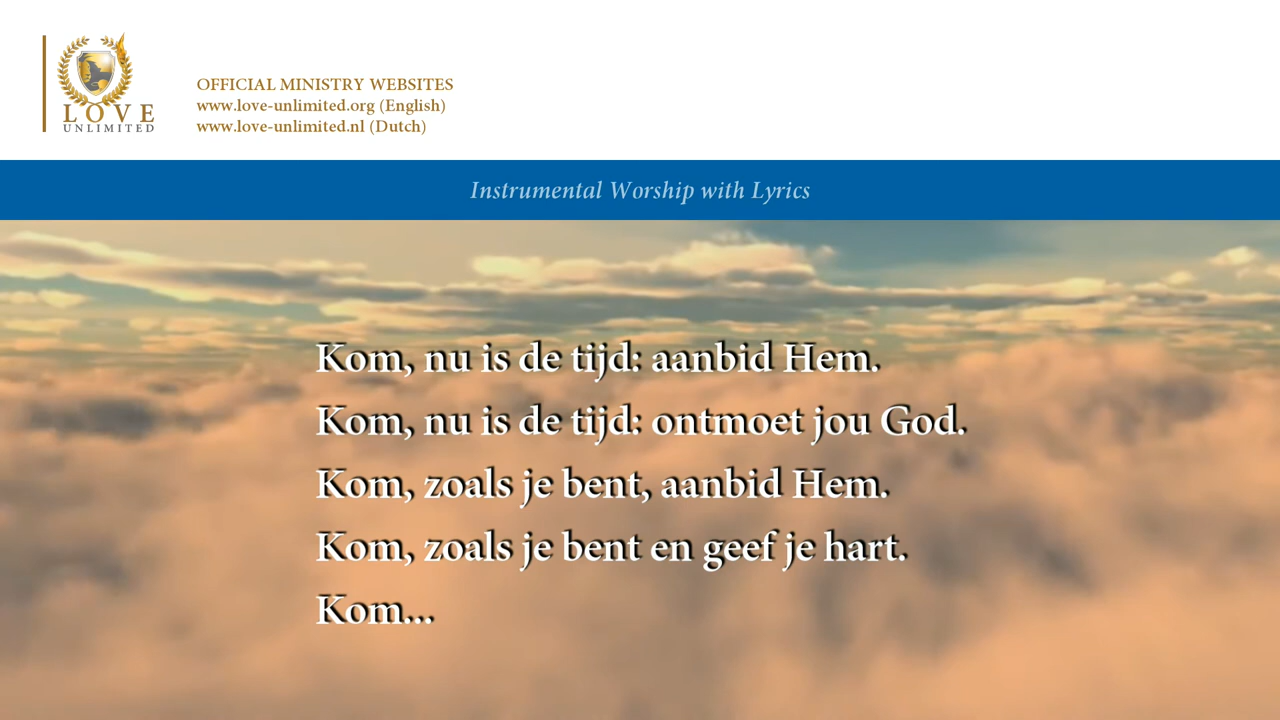 LOVE
UNLIMITED
OFFICIAL MINISTRY WEBSITES
www.love-unlimited.org (English)
www.love-unlimited.nl (Dutch)
Instrumental Worship with Lyrics
Kom, nu is de tijd: aanbid Hem.
Kom, nu is de tijd: ontmoet jou God.
Kom, zoals je bent, aanbid Hem.
Kom, zoals je bent en geef je hart.
Kom...